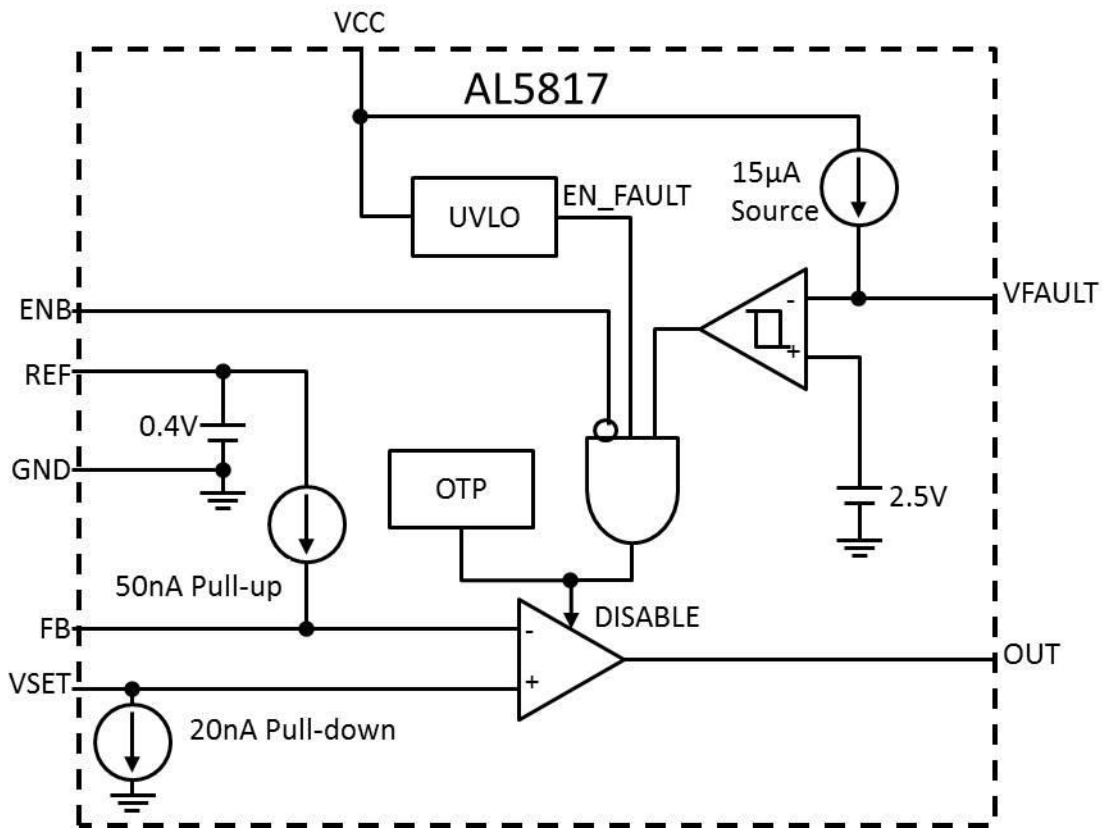 VCC
AL5817
15µA
Source
UVLO
EN_FAULT
ENB
-
VFAULT
+
REF
0.4V
GND
OTP
2.5V
50nA Pull-up
DISABLE
FB
-
OUT
VSET
+
20nA Pull-down